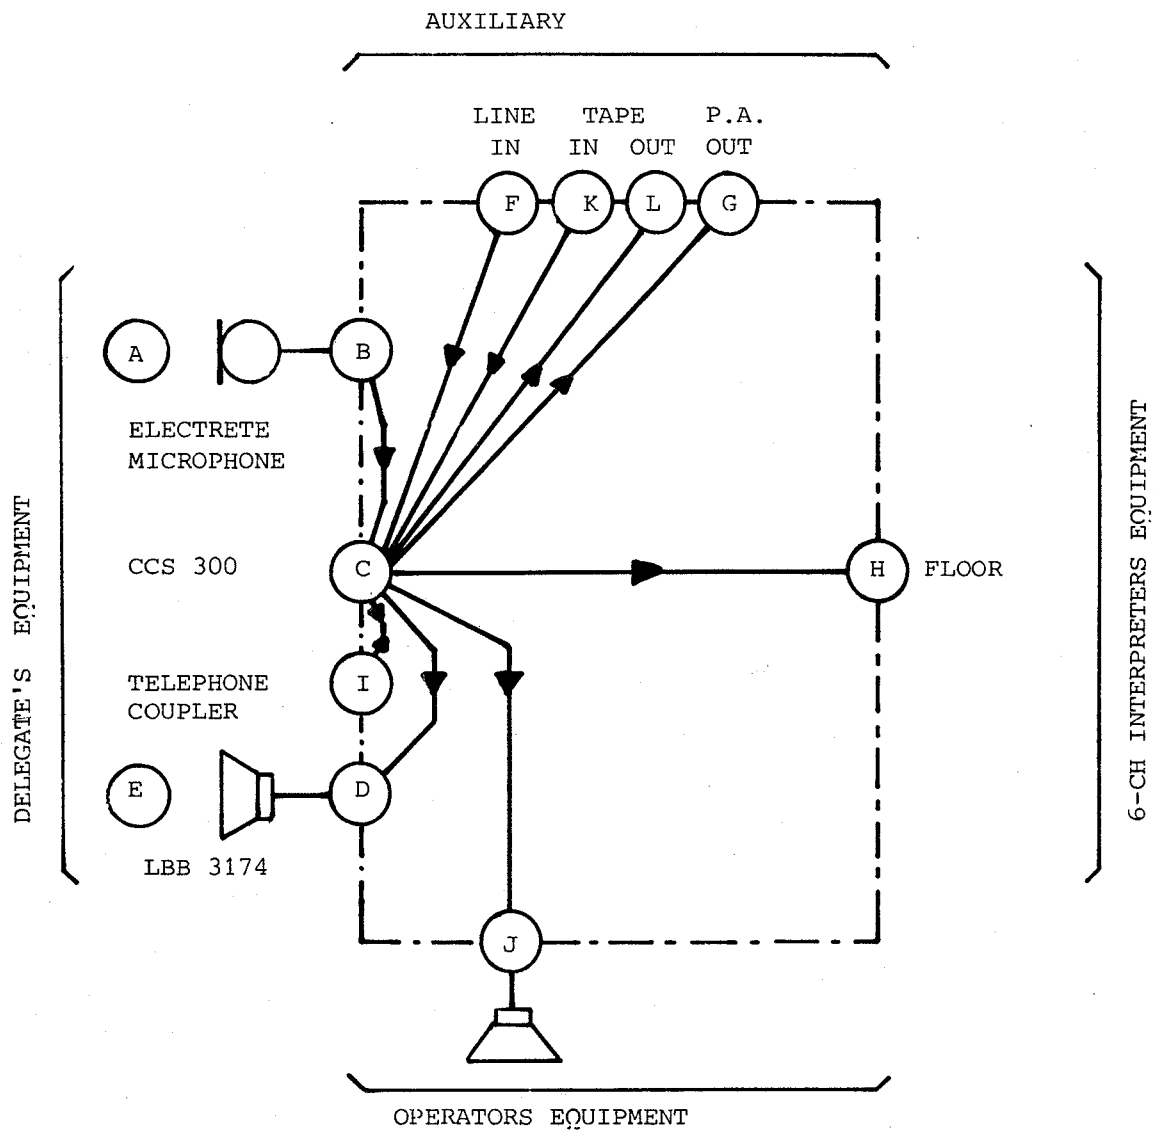 AUXILIARY
LINE TAPE P.A.
IN IN OUT OUT
F K L G
A B
ELECTRETE
MICROPHONE
CCS 300 C H FLOOR
TELEPHONE I
COUPLER
E D
LBB 3174
J
OPERATORS EQUIPMENT
DELEGATE'S EQUIPMENT
6-CH INTERPRETERS EQUIPMENT